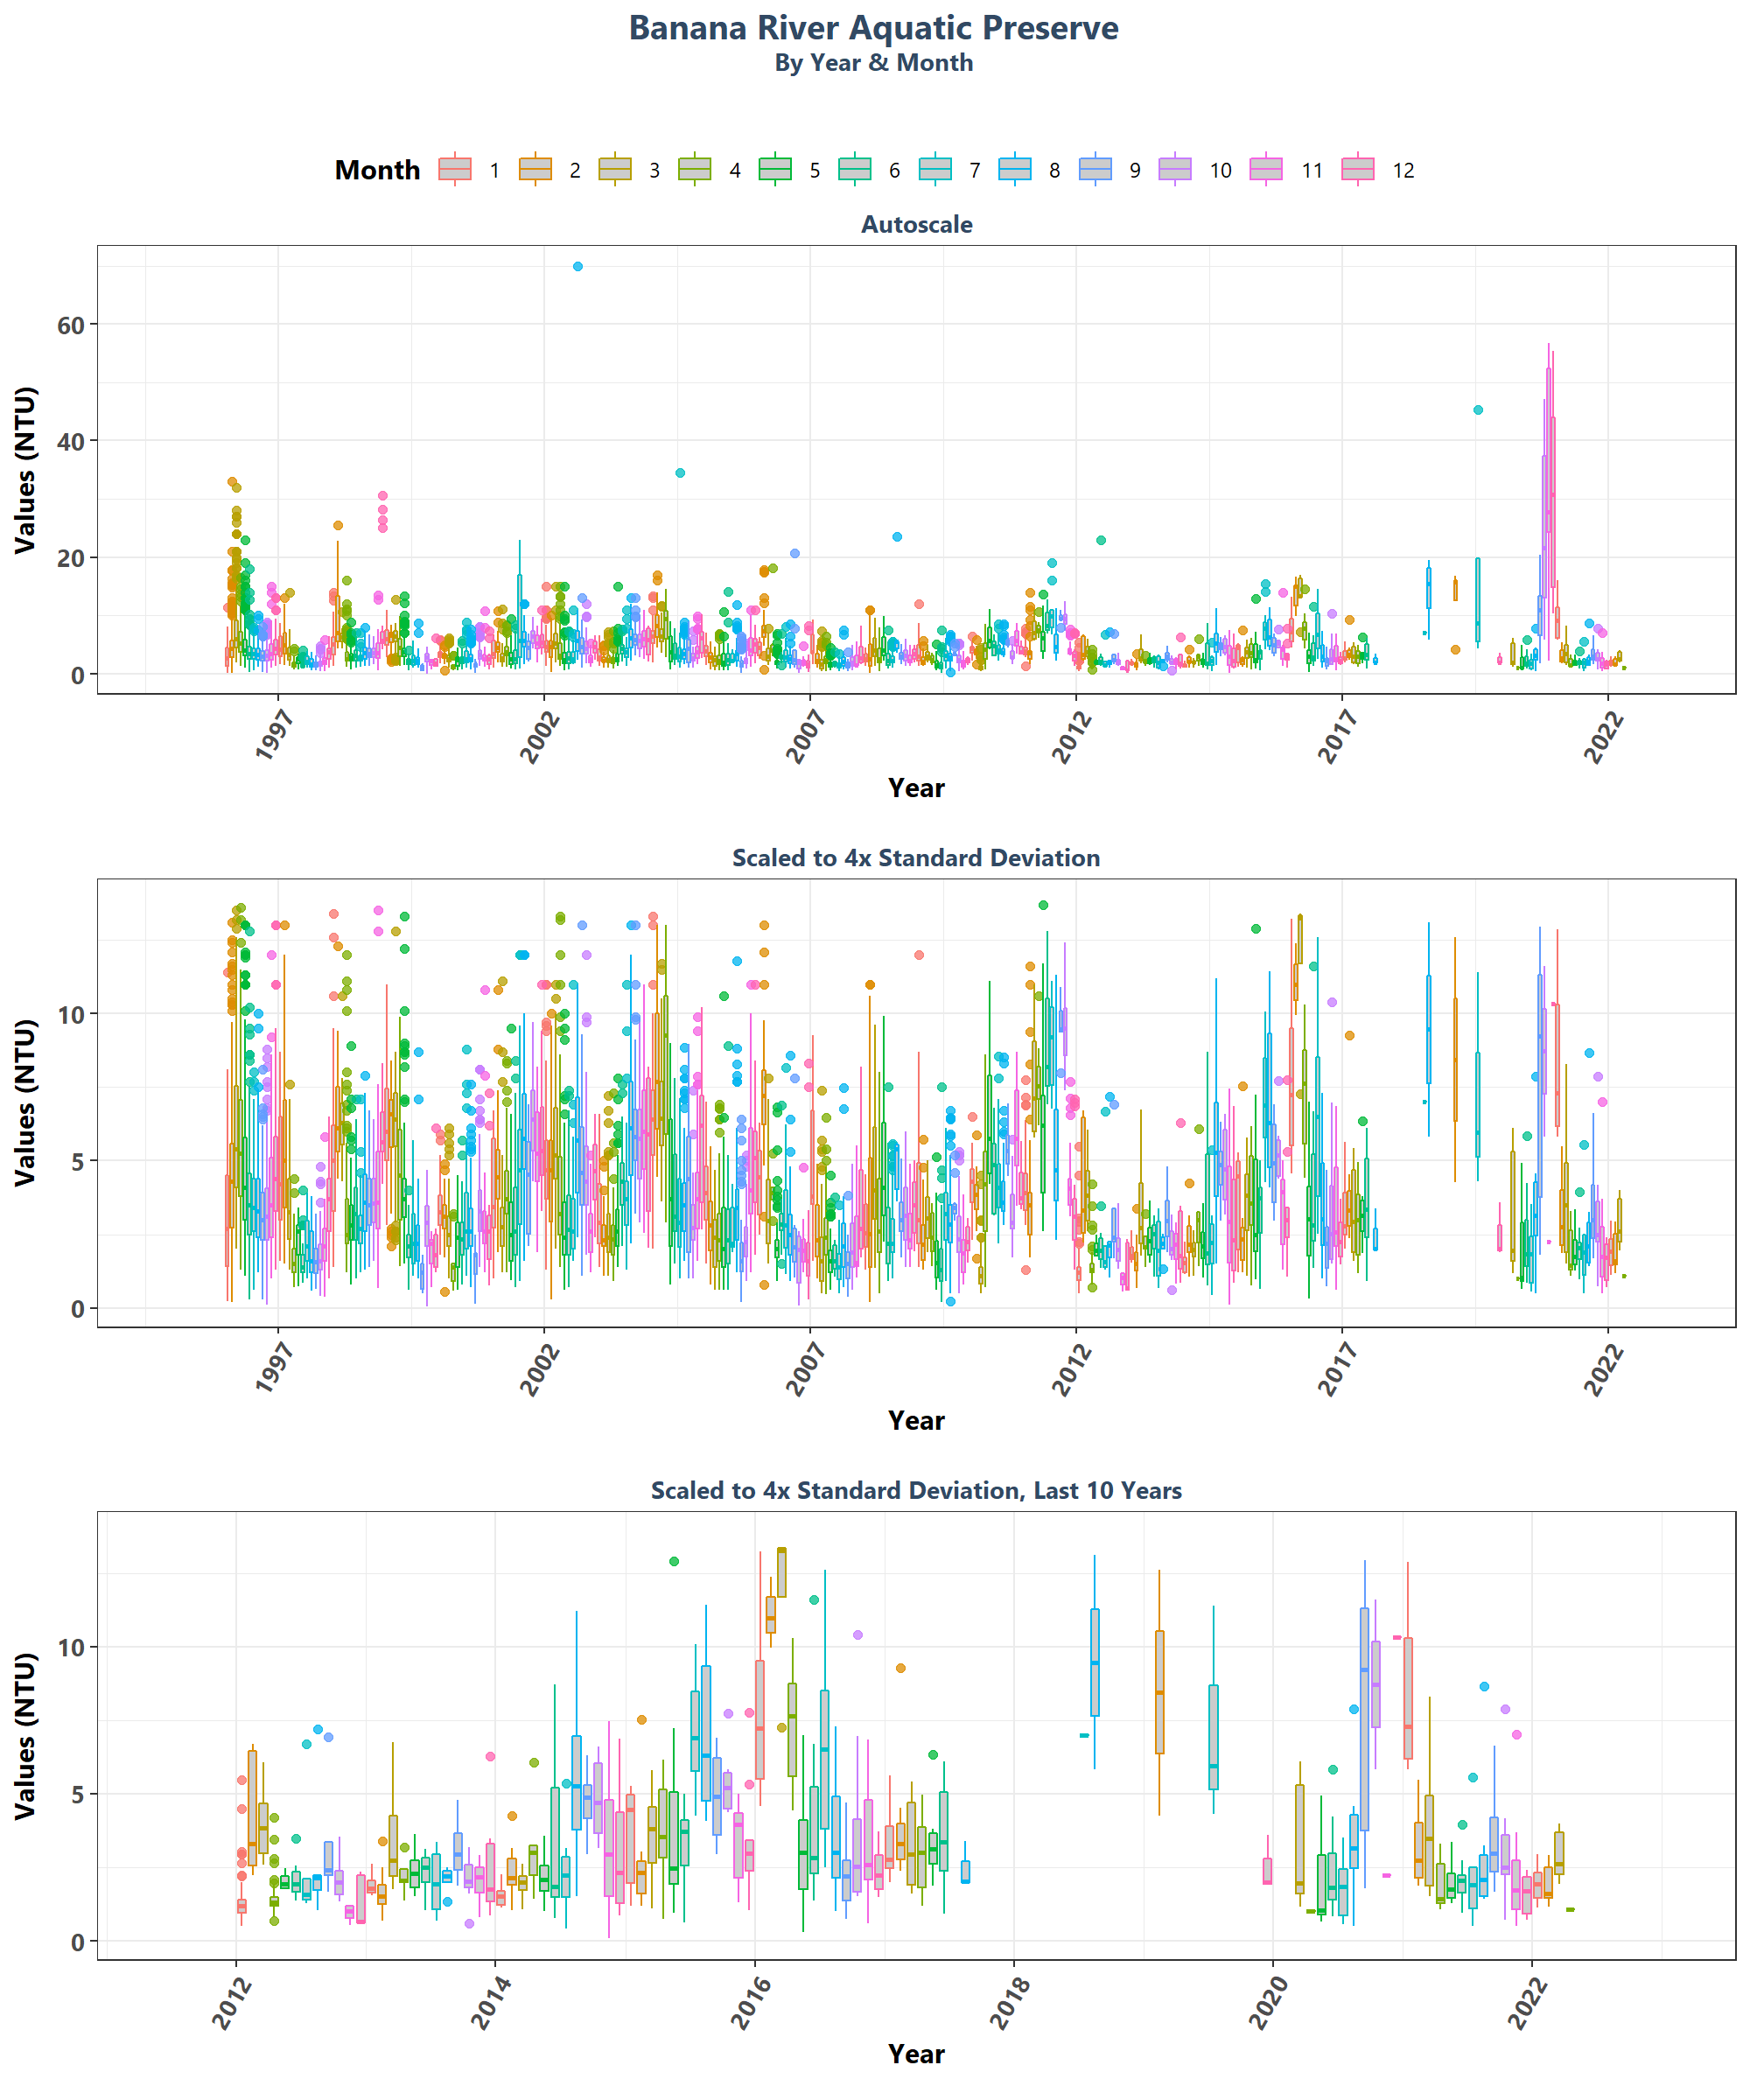 Banana River Aquatic Preserve
By Year & Month
Month 1 2 3 4 5 6 7 8 9 10 11 12
Autoscale
Values (NTU)
60
40
20
0
1997 2002 2007 2012 2017 2022
Year
Scaled to 4x Standard Deviation
Values (NTU)
10
5
0
1997 2002 2007 2012 2017 2022
Year
Scaled to 4x Standard Deviation, Last 10 Years
Values (NTU)
10
5
0
2012 2014 2016 2018 2020 2022
Year